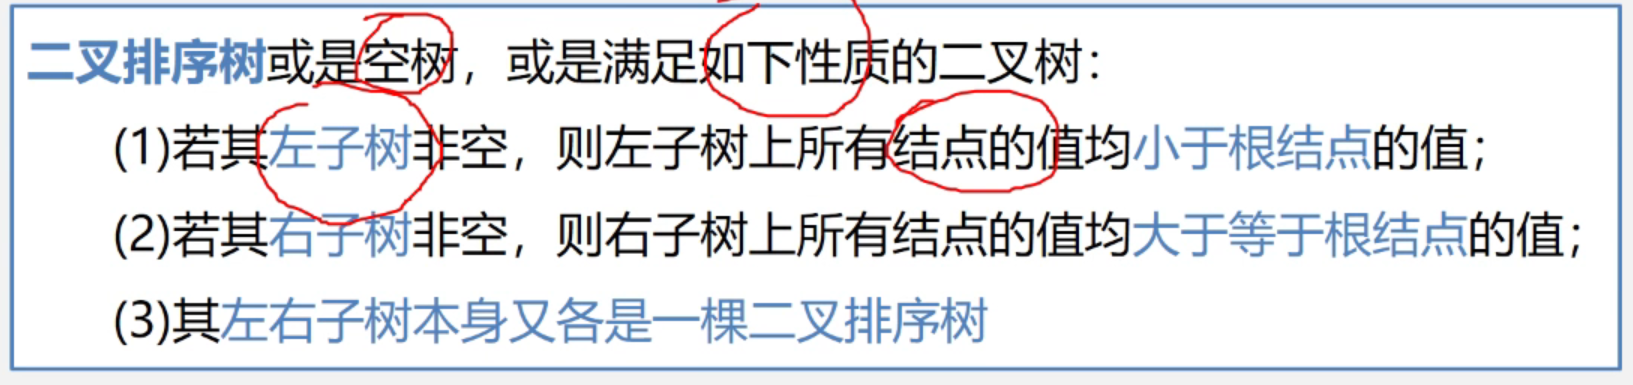 二叉排序树或是空树，或是满足如下性质的二叉树：
(1)若其左子树非空，则左子树上所有结点的值均小于根结点的值；
(2)若其右子树非空，则右子树上所有结点的值均大于等于根结点的值；
(3)其左右子树本身又各是一棵二叉排序树